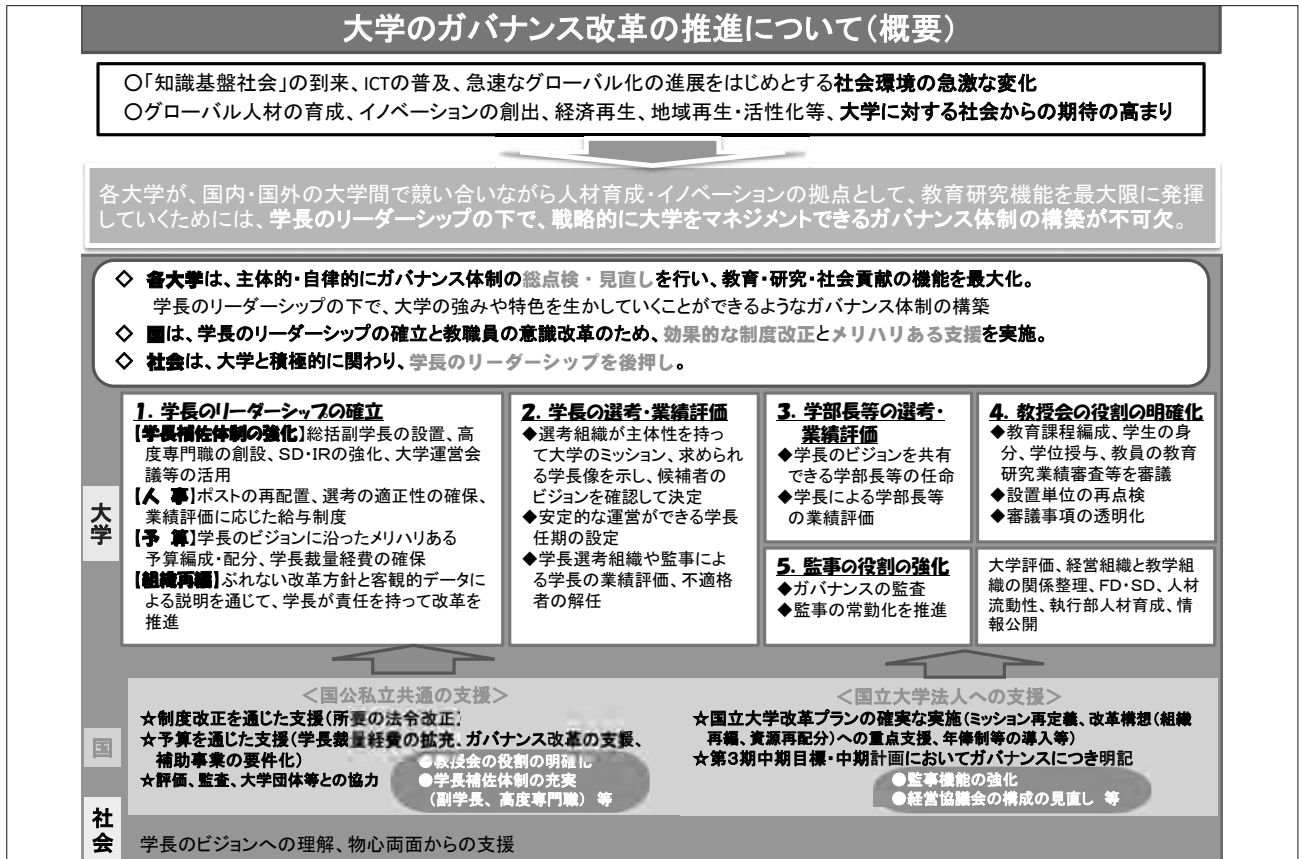 大学のガバナンス改革の推進について(概要)
○「知識基盤社会」の到来、ICTの普及、急速なグローバル化の進展をはじめとする社会環境の急激な変化
○グローバル人材の育成、イノベーションの創出、経済再生、地域再生・活性化等、大学に対する社会からの期待の高まり
各大学が、国内・国外の大学間で競い合いながら人材育成・イノベーションの拠点として、教育研究機能を最大限に発揮
していくためには、学長のリーダーシップの下で、戦略的に大学をマネジメントできるガバナンス体制の構築が不可欠。
◇ 各大学は、主体的・自律的にガバナンス体制の総点検・見直しを行い、教育・研究・社会貢献の機能を最大化。
学長のリーダーシップの下で、大学の強みや特色を生かしていくことができるようなガバナンス体制の構築
◇ 国は、学長のリーダーシップの確立と教職員の意識改革のため、効果的な制度改正とメリハリある支援を実施。
◇ 社会は、大学と積極的に関わり、学長のリーダーシップを後押し。
大学
1. 学長のリーダーシップの確立
【学長補佐体制の強化】総括副学長の設置、高
度専門職の創設、SD・IRの強化、大学運営会
議等の活用
【人 事】ポストの再配置、選考の適正性の確保、
業績評価に応じた給与制度
【予 算】学長のビジョンに沿ったメリハリある
予算編成・配分、学長裁量経費の確保
【組織再編】ぶれない改革方針と客観的データに
よる説明を通じて、学長が責任を持って改革を
推進
2. 学長の選考・業績評価
◆選考組織が主体性を持っ
て大学のミッション、求められ
る学長像を示し、候補者の
ビジョンを確認して決定
◆安定的な運営ができる学長
任期の設定
◆学長選考組織や監事によ
る学長の業績評価、不適格
者の解任
3. 学部長等の選考・
業績評価
◆学長のビジョンを共有
できる学部長等の任命
◆学長による学部長等
の業績評価
4. 教授会の役割の明確化
◆教育課程編成、学生の身
分、学位授与、教員の教育
研究業績審査等を審議
◆設置単位の再点検
◆審議事項の透明化
5. 監事の役割の強化
◆ガバナンスの監査
◆監事の常勤化を推進
大学評価、経営組織と教学組
織の関係整理、FD・SD、人材
流動性、執行部人材育成、情
報公開
国
<国公私立共通の支援>
☆制度改正を通じた支援(所要の法令改正)
☆予算を通じた支援(学長裁量経費の拡充、ガバナンス改革の支援、
補助事業の要件化)
☆評価、監査、大学団体等との協力
●教授会の役割の明確化
●学長補佐体制の充実
(副学長、高度専門職) 等
<国立大学法人への支援>
☆国立大学改革プランの確実な実施(ミッション再定義、改革構想(組織
再編、資源再配分)への重点支援、年俸制等の導入等)
☆第3期中期目標・中期計画においてガバナンスにつき明記
●監事機能の強化
●経営協議会の構成の見直し 等
社会
学長のビジョンへの理解、物心両面からの支援